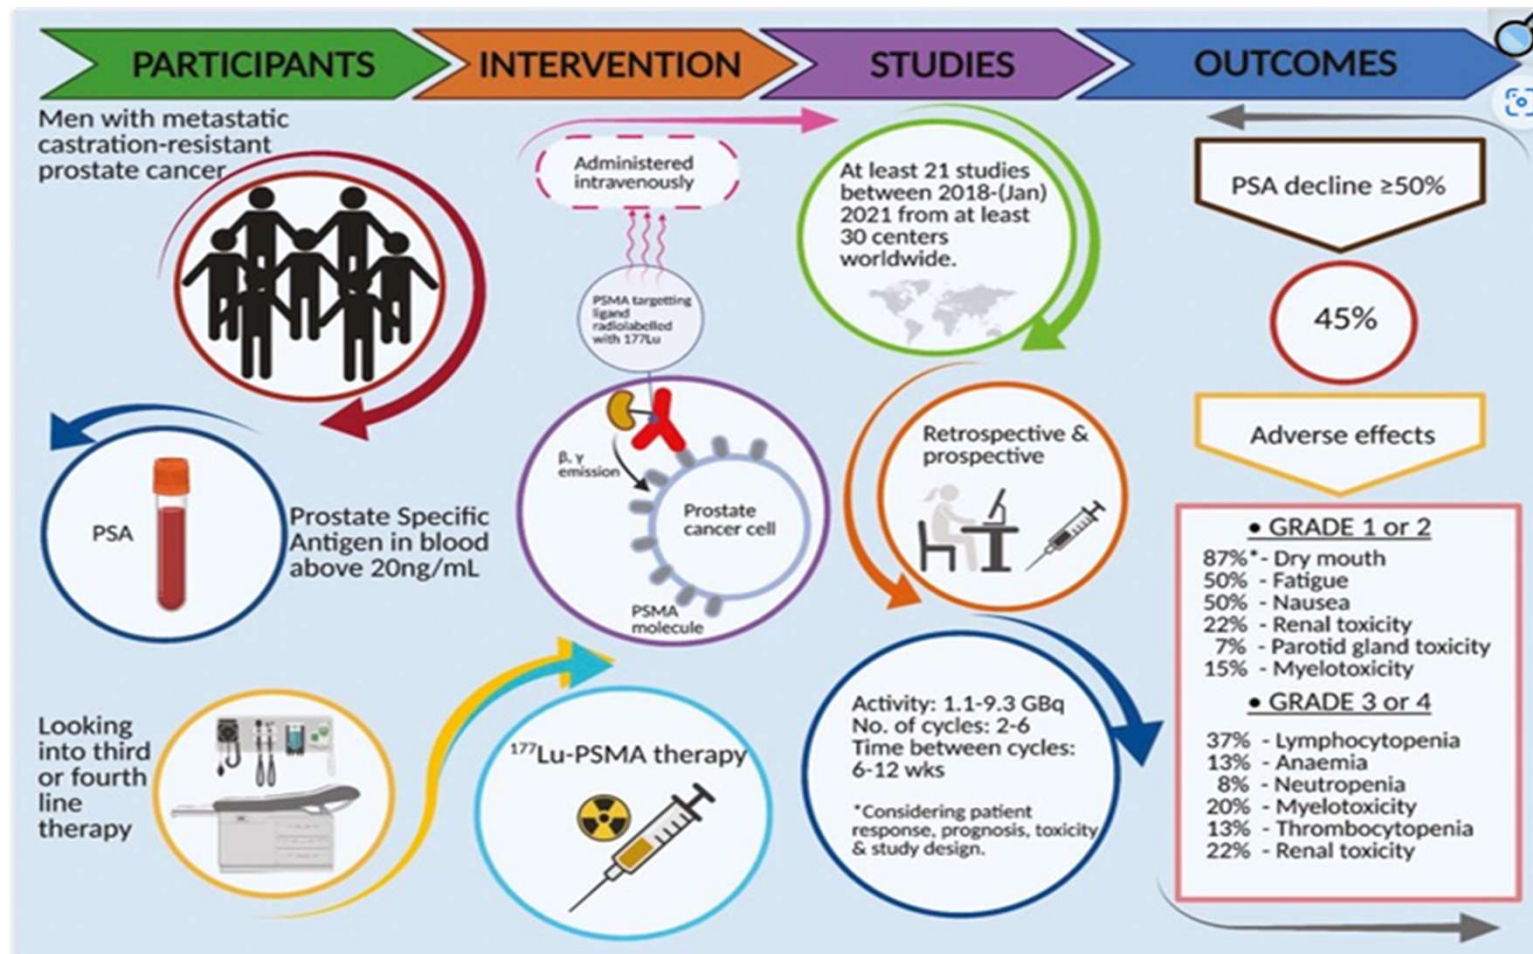 PARTICIPANTS
INTERVENTION
STUDIES
OUTCOMES
Men with metastatic
castration-resistant
prostate cancer
PSA
Prostate Specific
Antigen in blood
above 20ng/mL
Looking
into third
or fourth
line
therapy
Administered
intravenously
PSMA targetting
ligand
radiolabelled
with 177Lu
β, γ
emission
Prostate
cancer cell
PSMA
molecule
¹⁷⁷Lu-PSMA therapy
At least 21 studies
between 2018-(Jan)
2021 from at least
30 centers
worldwide.
Retrospective &
prospective
Activity: 1.1-9.3 GBq
No. of cycles: 2-6
Time between cycles:
6-12 wks
*Considering patient
response, prognosis, toxicity
& study design.
PSA decline ≥50%
45%
Adverse effects
• GRADE 1 or 2
87%*- Dry mouth
50% - Fatigue
50% - Nausea
22% - Renal toxicity
7% - Parotid gland toxicity
15% - Myelotoxicity
• GRADE 3 or 4
37% - Lymphocytopenia
13% - Anaemia
8% - Neutropenia
20% - Myelotoxicity
13% - Thrombocytopenia
22% - Renal toxicity